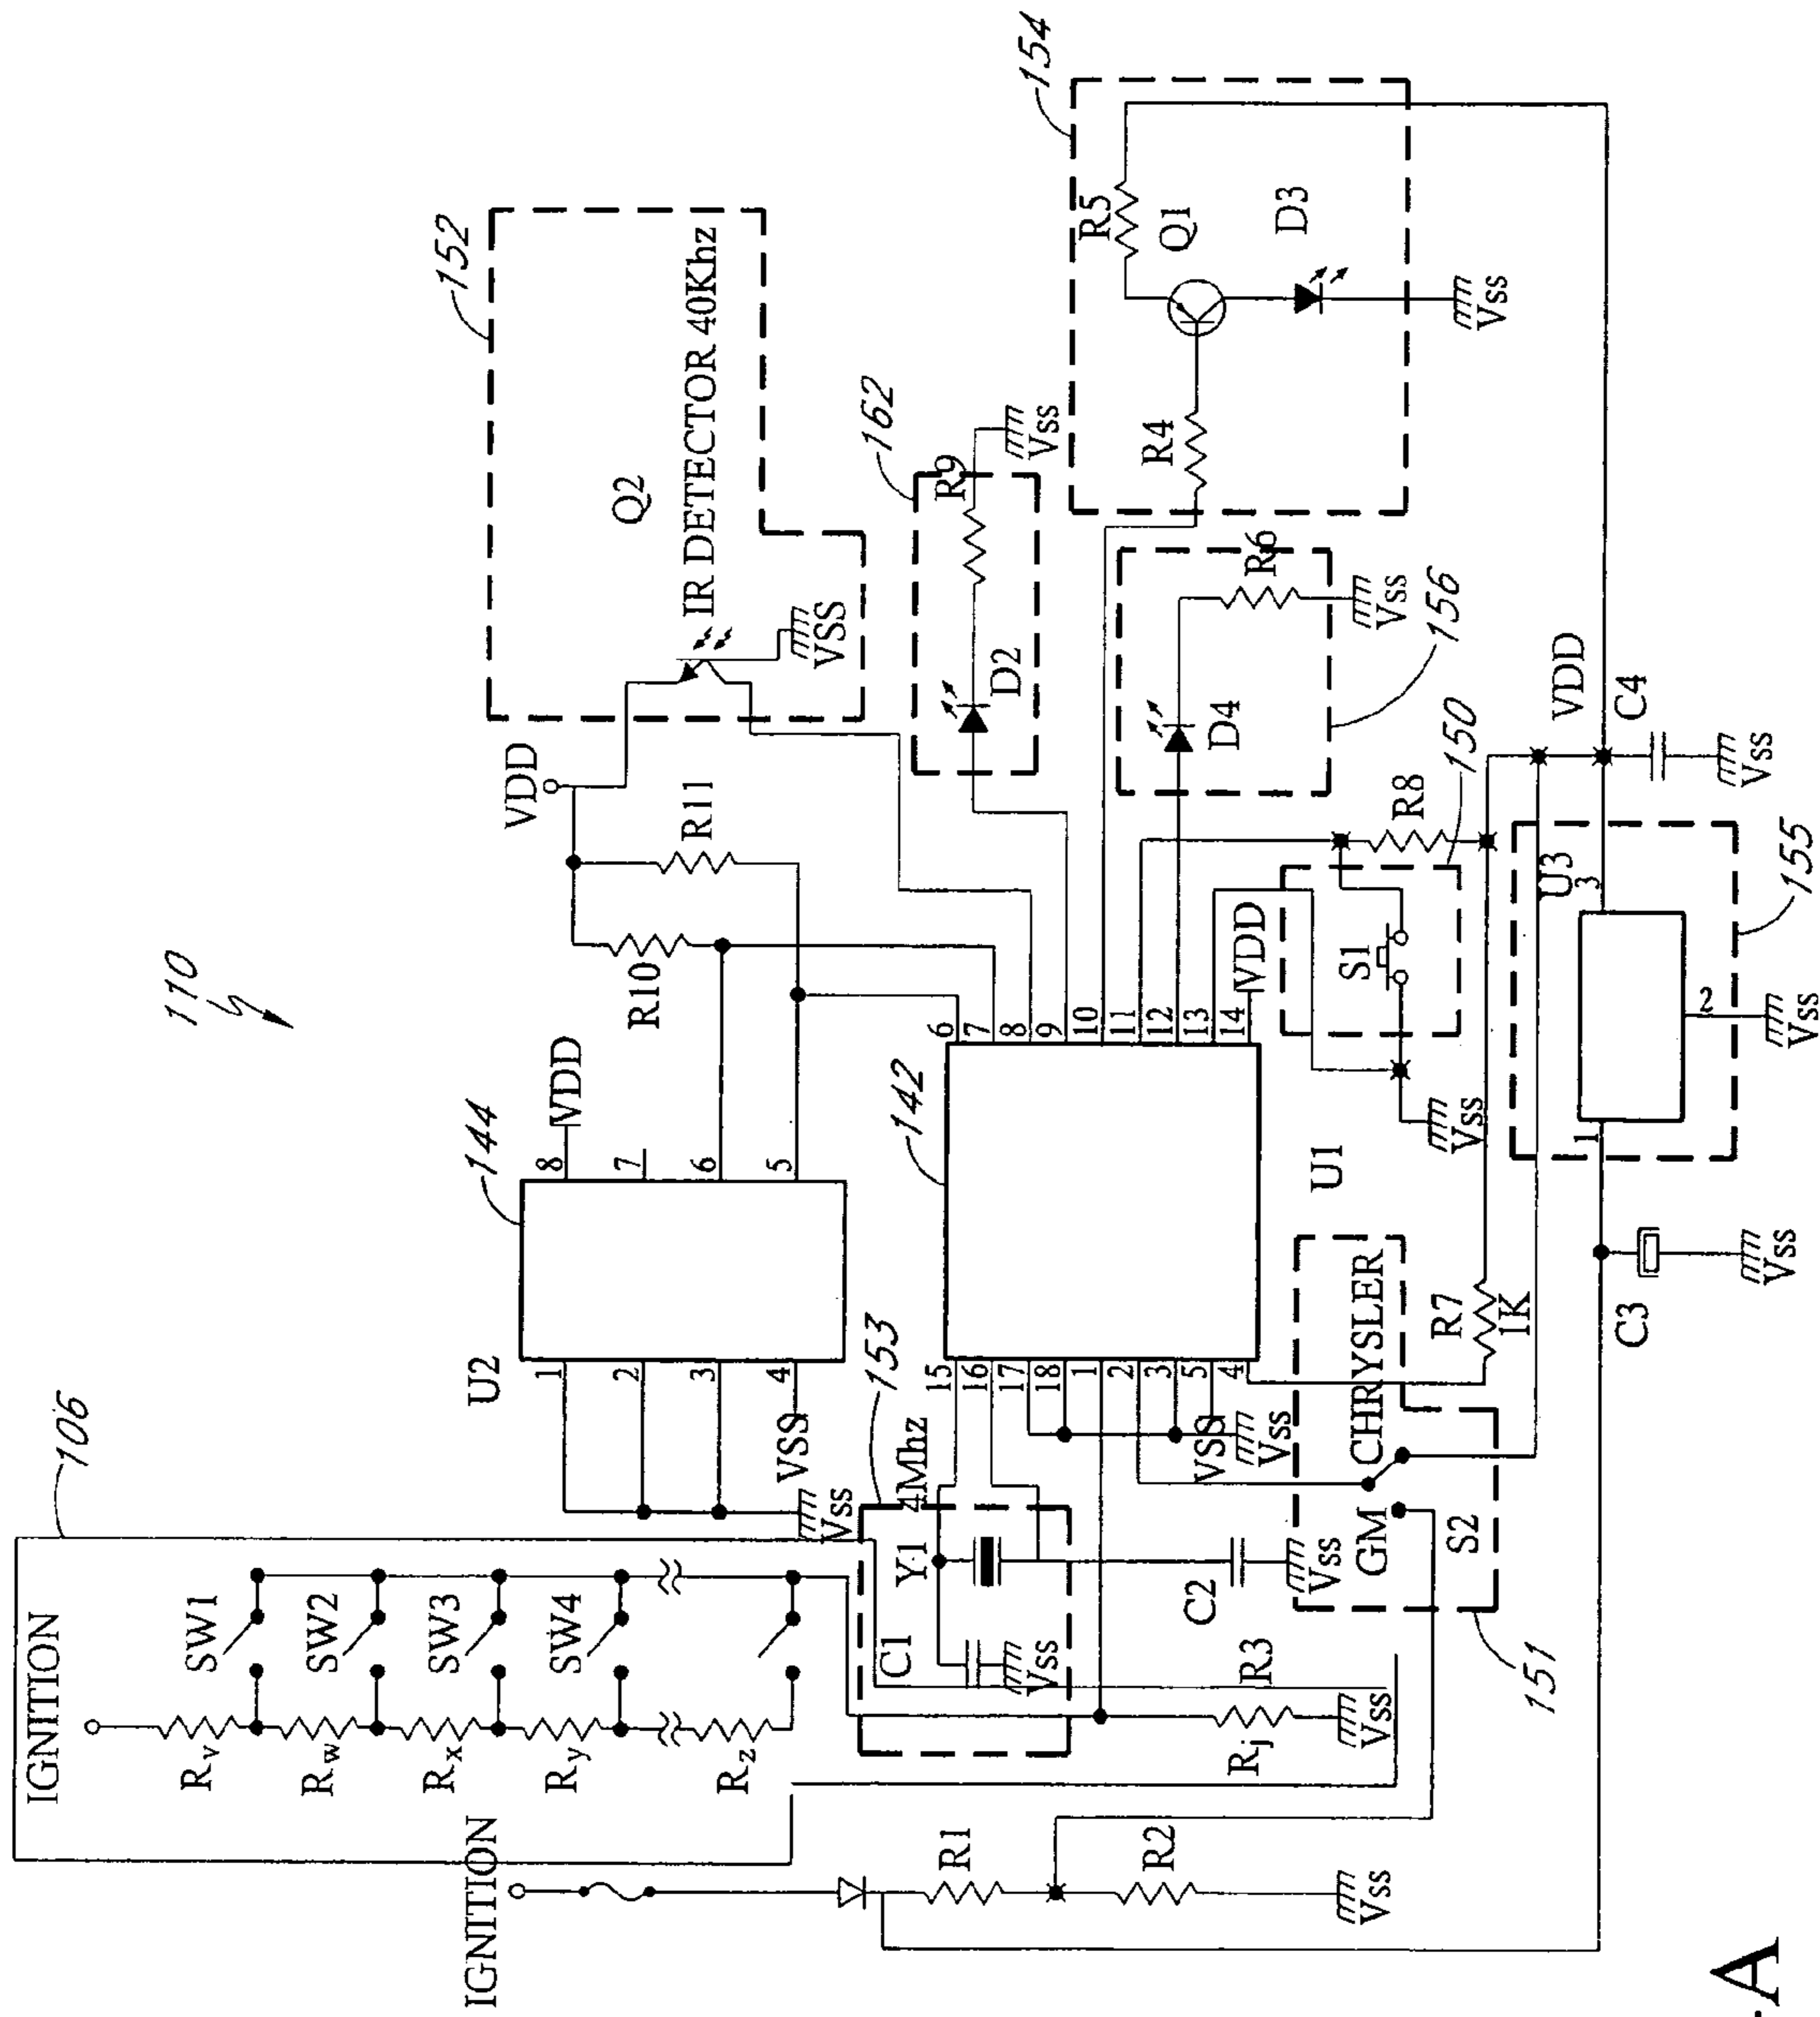 110
106
IGNITION
Rv
Rw
Rx
Ry
Rz
SW1
SW2
SW3
SW4
IGNITION
R1
R2
Vss
Rj
R3
Vss
U2
144
1
2
3
4
8
7
6
5
VDD
VSS
Vss
153
4Mhz
Y1
C1
Vss
C2
Vss
142
15
16
17
18
1
2
3
5
4
6
7
8
9
10
11
12
13
14
VDD
VSS
Vss
U1
R10
R11
VDD
152
Q2
IR DETECTOR 40Khz
VSS
162
D2
R9
Vss
154
R4
R5
Q1
D3
Vss
156
D4
R6
Vss
150
S1
R8
Vss
151
GM
CHRYSLER
S2
R7
1K
155
U3
1
2
3
Vss
C3
Vss
VDD
C4
Vss
A